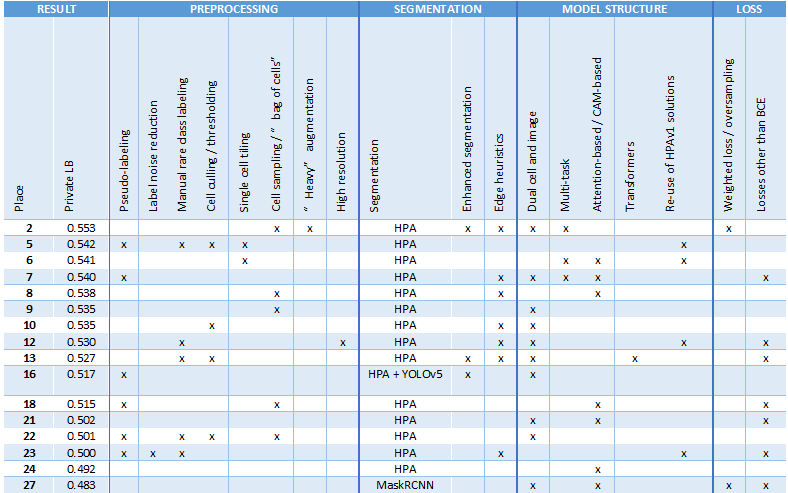 RESULT PREPROCESSING SEGMENTATION MODEL STRUCTURE LOSS
Place Private LB Pseudo-labeling Label noise reduction Manual rare class labeling Cell culling / thresholding Single cell tiling Cell sampling / “ bag of cells” “ Heavy” augmentation High resolution Segmentation Enhanced segmentation Edge heuristics Dual cell and image Multi-task Attention-based / CAM-based Transformers Re-use of HPAv1 solutions Weighted loss / oversampling Losses other than BCE
2 0.553 x x HPA x x x x x
5 0.542 x x x x HPA x
6 0.541 x HPA x x x
7 0.540 x HPA x x x x x
8 0.538 x HPA x x
9 0.535 x HPA x
10 0.535 x HPA x x
12 0.530 x x HPA x x x x
13 0.527 x x HPA x x x x x
16 0.517 x HPA + YOLOv5 x x
18 0.515 x x HPA x x
21 0.502 HPA x x x
22 0.501 x x x x HPA x
23 0.500 x x x HPA x x x
24 0.492 HPA x
27 0.483 MaskRCNN x x x x